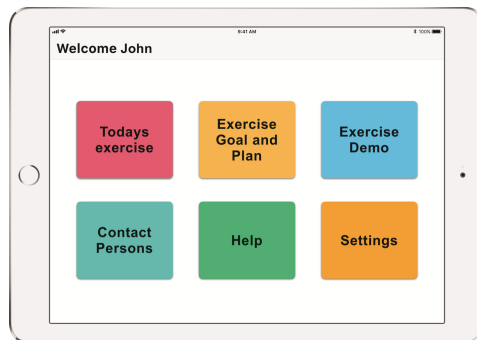 9:41 AM
100%
Welcome John
Todays
exercise
Exercise
Goal and
Plan
Exercise
Demo
Contact
Persons
Help
Settings